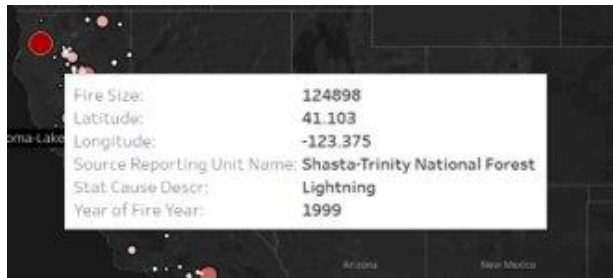 Fire Size: 124898
Latitude: 41.103
oma-Lake
Longitude: -123.375
Source Reporting Unit Name: Shasta-Trinity National Forest
Stat Cause Descr: Lightning
Year of Fire Year: 1999
Arizona New Mexico